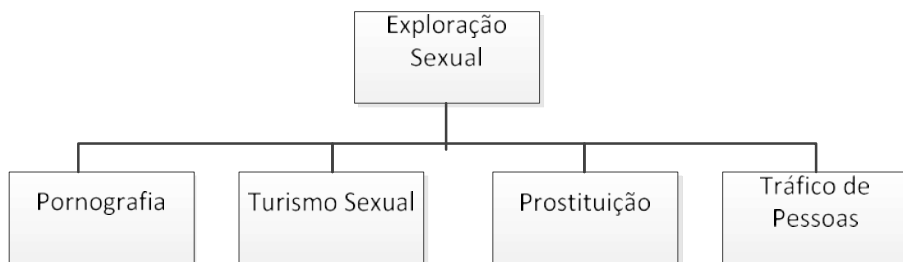 Exploração
Sexual
Pornografia
Turismo Sexual
Prostituição
Tráfico de
Pessoas